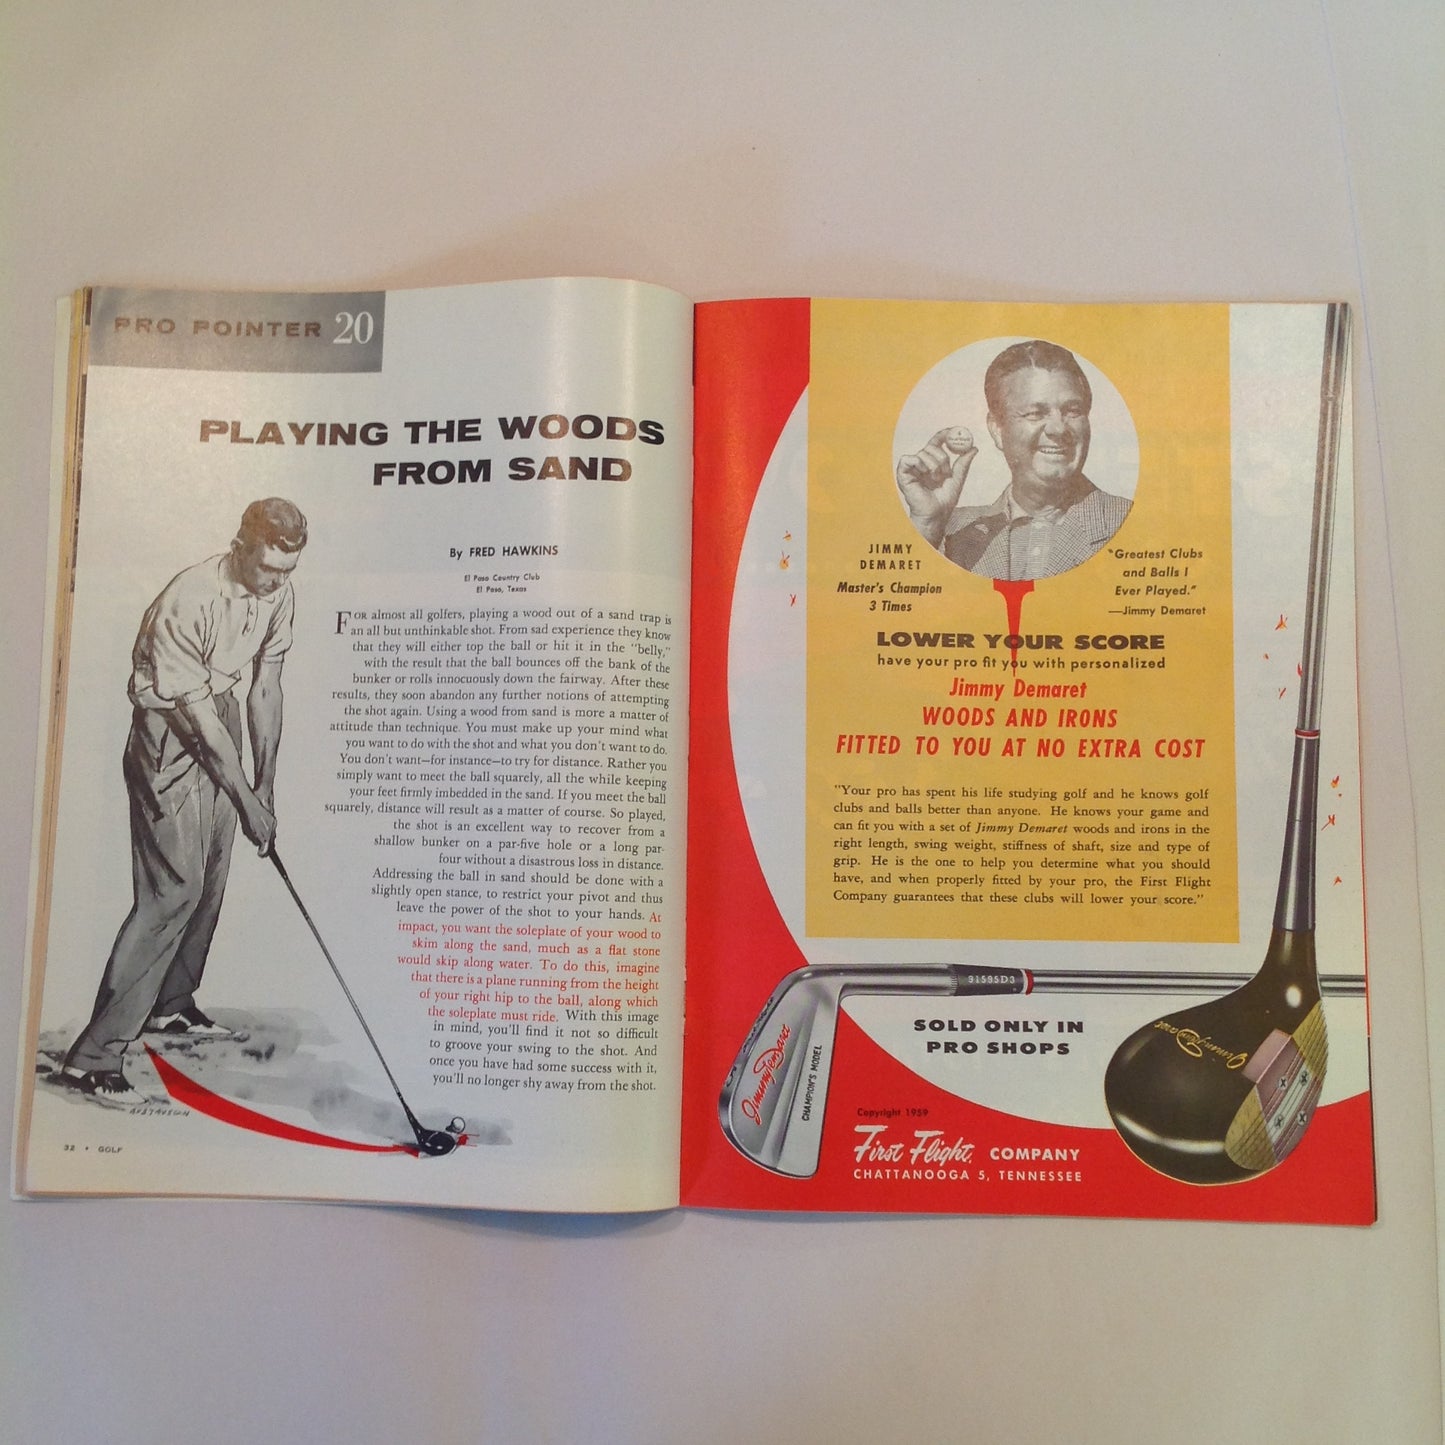 PRO POINTER 20
PLAYING THE WOODS
FROM SAND
By FRED HAWKINS
El Paso Country Club
El Paso, Texas
FOR almost all golfers, playing a wood out of a sand trap is
an all but unthinkable shot. From sad experience they know
that they will either top the ball or hit it in the "belly,"
with the result that the ball bounces off the bank of the
bunker or rolls innocuously down the fairway. After these
results, they soon abandon any further notions of attempting
the shot again. Using a wood from sand is more a matter of
attitude than technique. You must make up your mind what
you want to do with the shot and what you don't want to do.
You don't want—for instance—to try for distance. Rather you
simply want to meet the ball squarely, all the while keeping
your feet firmly imbedded in the sand. If you meet the ball
squarely, distance will result as a matter of course. So played,
the shot is an excellent way to recover from a
shallow bunker on a par-five hole or a long par-
four without a disastrous loss in distance.
Addressing the ball in sand should be done with a
slightly open stance, to restrict your pivot and thus
leave the power of the shot to your hands. At
impact, you want the soleplate of your wood to
skim along the sand, much as a flat stone
would skip along water. To do this, imagine
that there is a plane running from the height
of your right hip to the ball, along which
the soleplate must ride. With this image
in mind, you'll find it not so difficult
to groove your swing to the shot. And
once you have had some success with it,
you'll no longer shy away from the shot.
GUSTAVSON
32 • GOLF
JIMMY
DEMARET
Master's Champion
3 Times
"Greatest Clubs
and Balls I
Ever Played."
—Jimmy Demaret
LOWER YOUR SCORE
have your pro fit you with personalized
Jimmy Demaret
WOODS AND IRONS
FITTED TO YOU AT NO EXTRA COST
"Your pro has spent his life studying golf and he knows golf
clubs and balls better than anyone. He knows your game and
can fit you with a set of Jimmy Demaret woods and irons in the
right length, swing weight, stiffness of shaft, size and type of
grip. He is the one to help you determine what you should
have, and when properly fitted by your pro, the First Flight
Company guarantees that these clubs will lower your score."
91595D3
Jimmy Demaret
CHAMPION'S MODEL
SOLD ONLY IN
PRO SHOPS
Jimmy Demaret
Copyright 1959
First Flight COMPANY
CHATTANOOGA 5, TENNESSEE